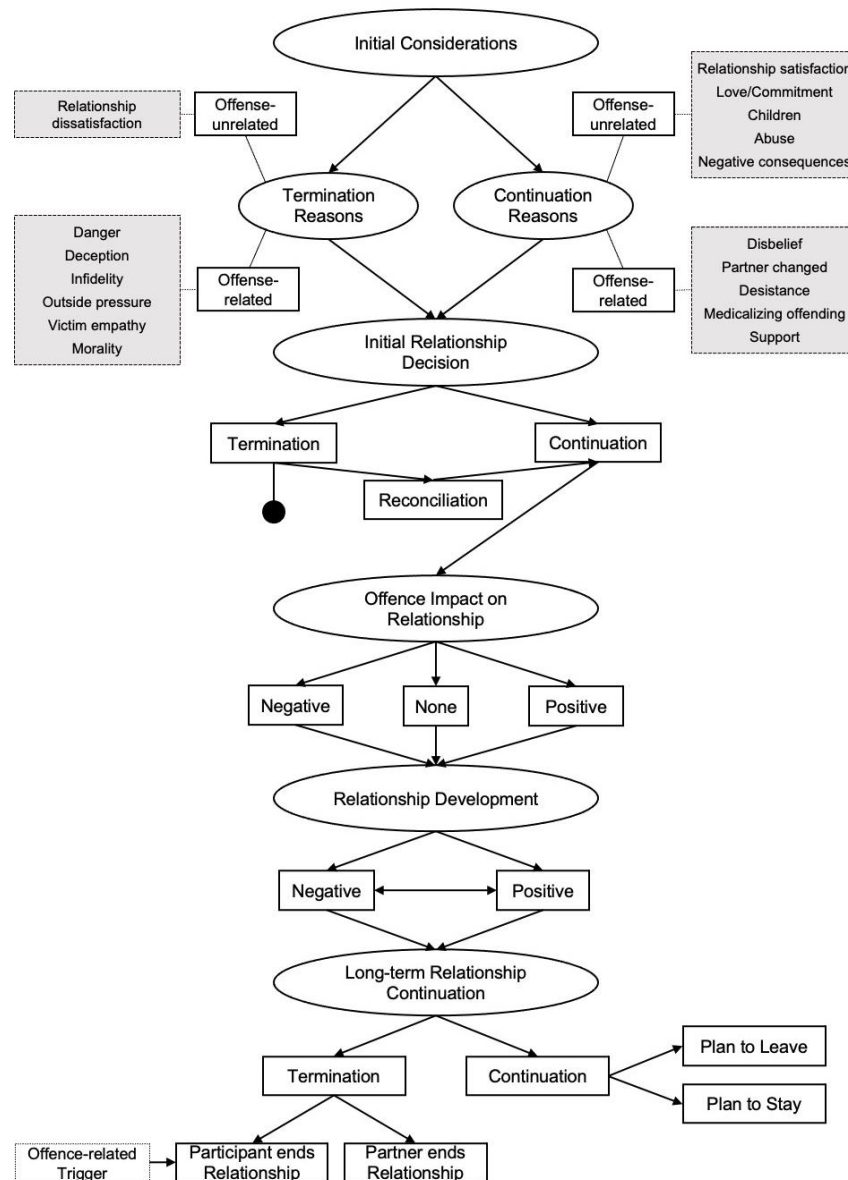 Initial Considerations
Relationship
dissatisfaction
Offense-
unrelated
Offense-
unrelated
Relationship satisfaction
Love/Commitment
Children
Abuse
Negative consequences
Termination
Reasons
Continuation
Reasons
Danger
Deception
Infidelity
Outside pressure
Victim empathy
Morality
Offense-
related
Offense-
related
Disbelief
Partner changed
Desistance
Medicalizing offending
Support
Initial Relationship
Decision
Termination
Continuation
Reconciliation
Offence Impact on
Relationship
Negative
None
Positive
Relationship Development
Negative
Positive
Long-term Relationship
Continuation
Termination
Continuation
Plan to Leave
Plan to Stay
Offence-related
Trigger
Participant ends
Relationship
Partner ends
Relationship